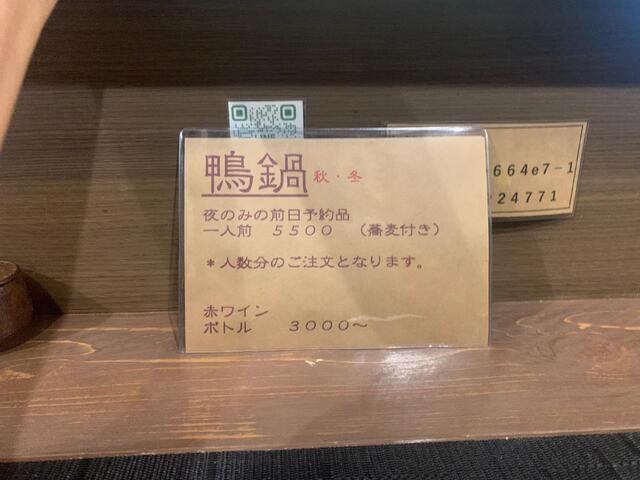 鴨鍋 秋・冬
夜のみの前日予約品
一人前 5500 (蕎麦付き)
*人数分のご注文となります。
赤ワイン
ボトル 3000〜
664e7-1
24771